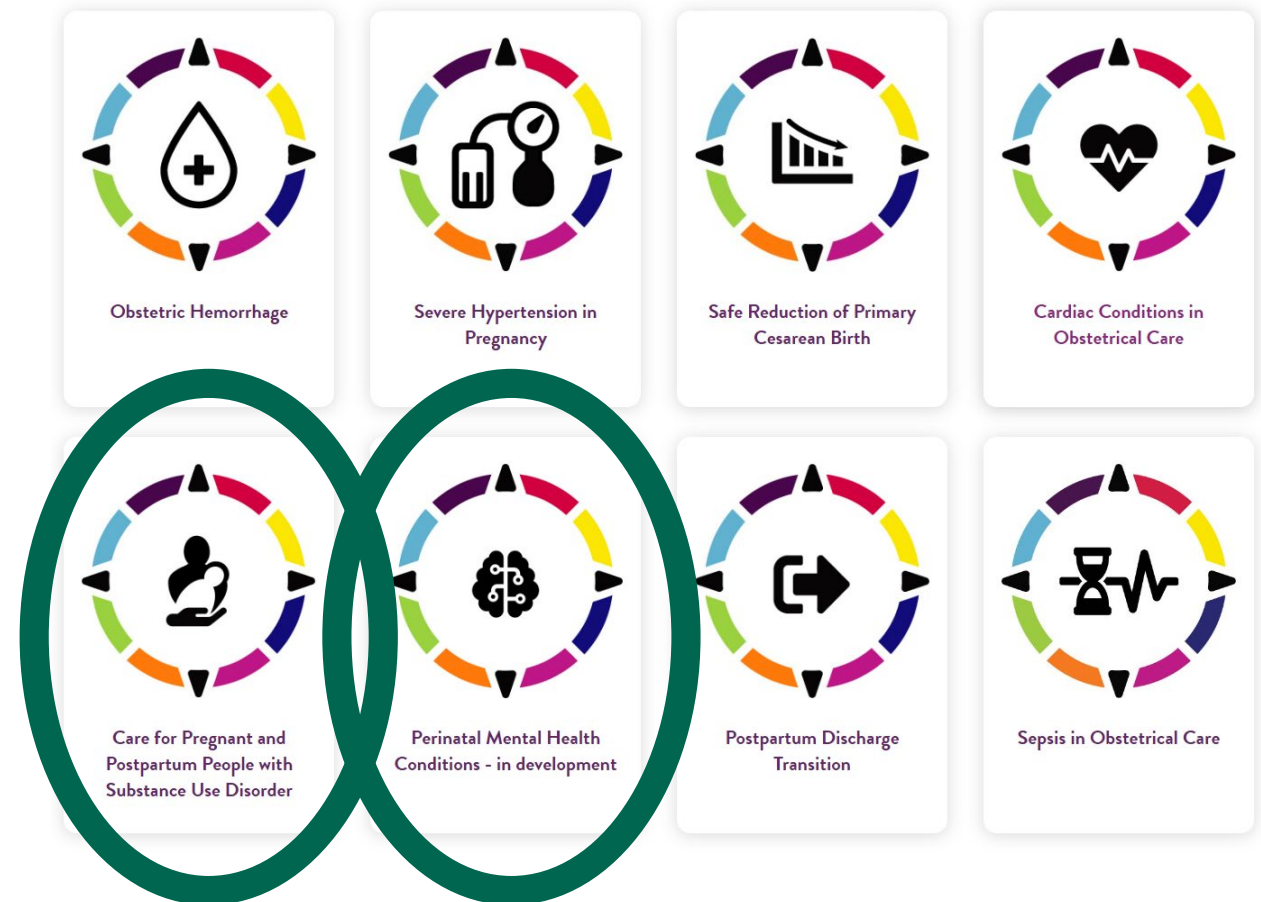 Obstetric Hemorrhage
Severe Hypertension in
Pregnancy
Safe Reduction of Primary
Cesarean Birth
Cardiac Conditions in
Obstetrical Care
Care for Pregnant and
Postpartum People with
Substance Use Disorder
Perinatal Mental Health
Conditions - in development
Postpartum Discharge
Transition
Sepsis in Obstetrical Care